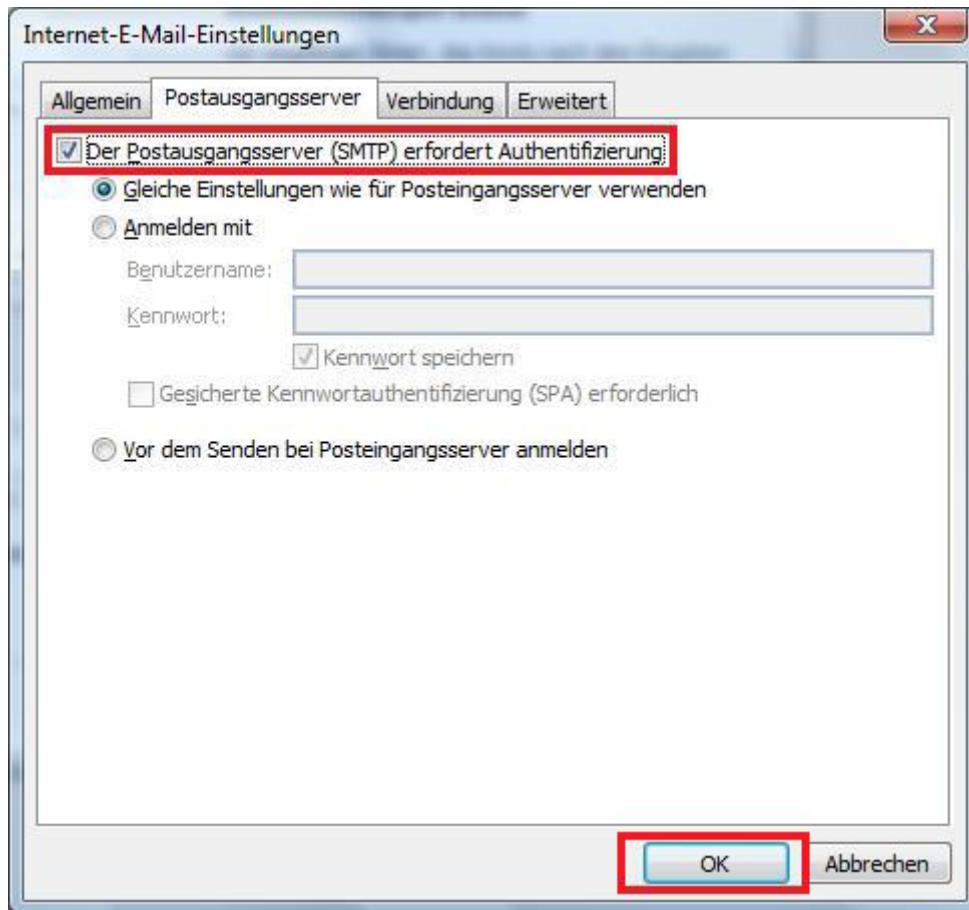 Internet-E-Mail-Einstellungen
Allgemein Postausgangsserver Verbindung Erweitert
Der Postausgangsserver (SMTP) erfordert Authentifizierung
Gleiche Einstellungen wie für Posteingangsserver verwenden
Anmelden mit
Benutzername:
Kennwort:
Kennwort speichern
Gesicherte Kennwortauthentifizierung (SPA) erforderlich
Vor dem Senden bei Posteingangsserver anmelden
OK Abbrechen